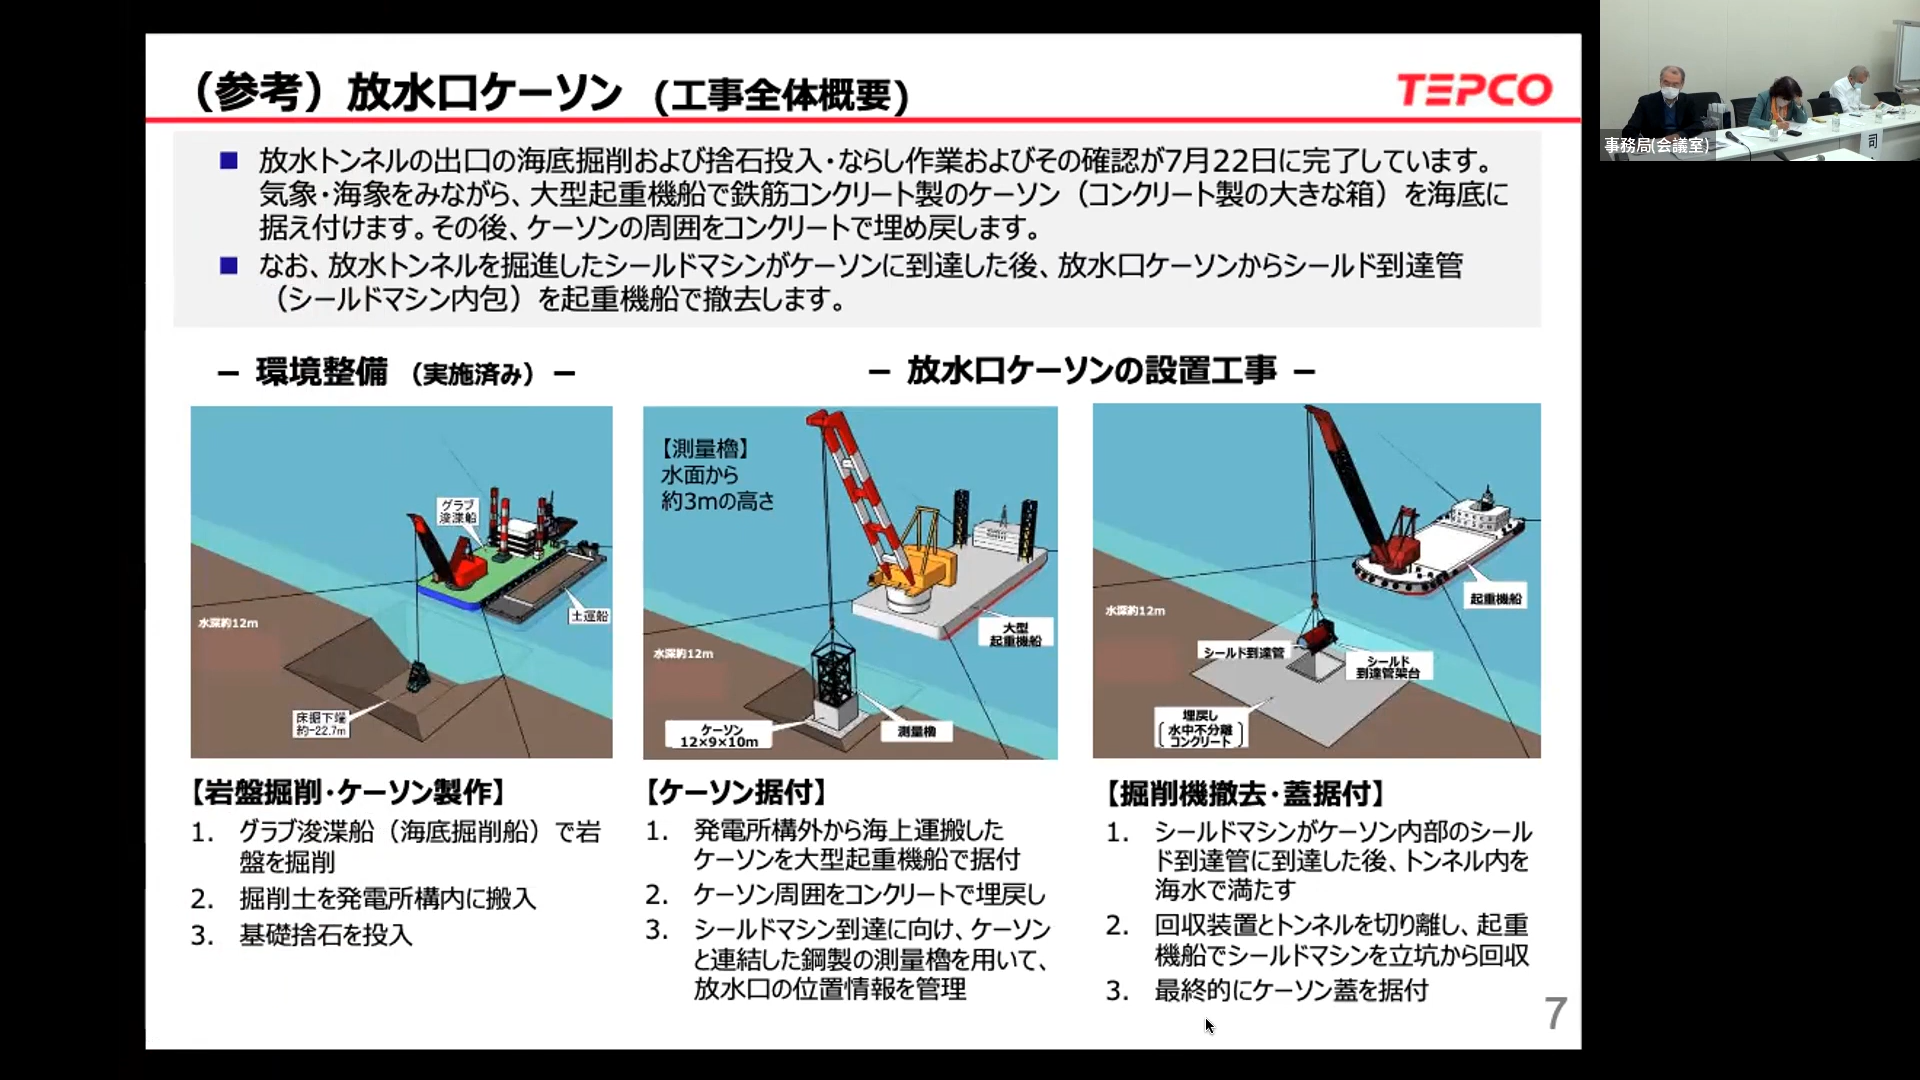 （参考）放水口ケーソン (工事全体概要)
TEPCO
■ 放水トンネルの出口の海底掘削および捨石投入・ならし作業およびその確認が7月22日に完了しています。
気象・海象をみながら、大型起重機船で鉄筋コンクリート製のケーソン（コンクリート製の大きな箱）を海底に
据え付けます。その後、ケーソンの周囲をコンクリートで埋め戻します。
■ なお、放水トンネルを掘進したシールドマシンがケーソンに到達した後、放水口ケーソンからシールド到達管
（シールドマシン内包）を起重機船で撤去します。
－ 環境整備 （実施済み） －
－ 放水口ケーソンの設置工事 －
グラブ
浚渫船
土運船
水深約12m
床掘下端
約-22.7m
【測量櫓】
水面から
約3mの高さ
大型
起重機船
水深約12m
ケーソン
12×9×10m
測量櫓
起重機船
水深約12m
シールド到達管
シールド
到達管架台
埋戻し
水中不分離
コンクリート
【岩盤掘削・ケーソン製作】
1. グラブ浚渫船（海底掘削船）で岩
盤を掘削
2. 掘削土を発電所構内に搬入
3. 基礎捨石を投入
【ケーソン据付】
1. 発電所構外から海上運搬した
ケーソンを大型起重機船で据付
2. ケーソン周囲をコンクリートで埋戻し
3. シールドマシン到達に向け、ケーソン
と連結した鋼製の測量櫓を用いて、
放水口の位置情報を管理
【掘削機撤去・蓋据付】
1. シールドマシンがケーソン内部のシール
ド到達管に到達した後、トンネル内を
海水で満たす
2. 回収装置とトンネルを切り離し、起重
機船でシールドマシンを立坑から回収
3. 最終的にケーソン蓋を据付
7
事務局(会議室)
司